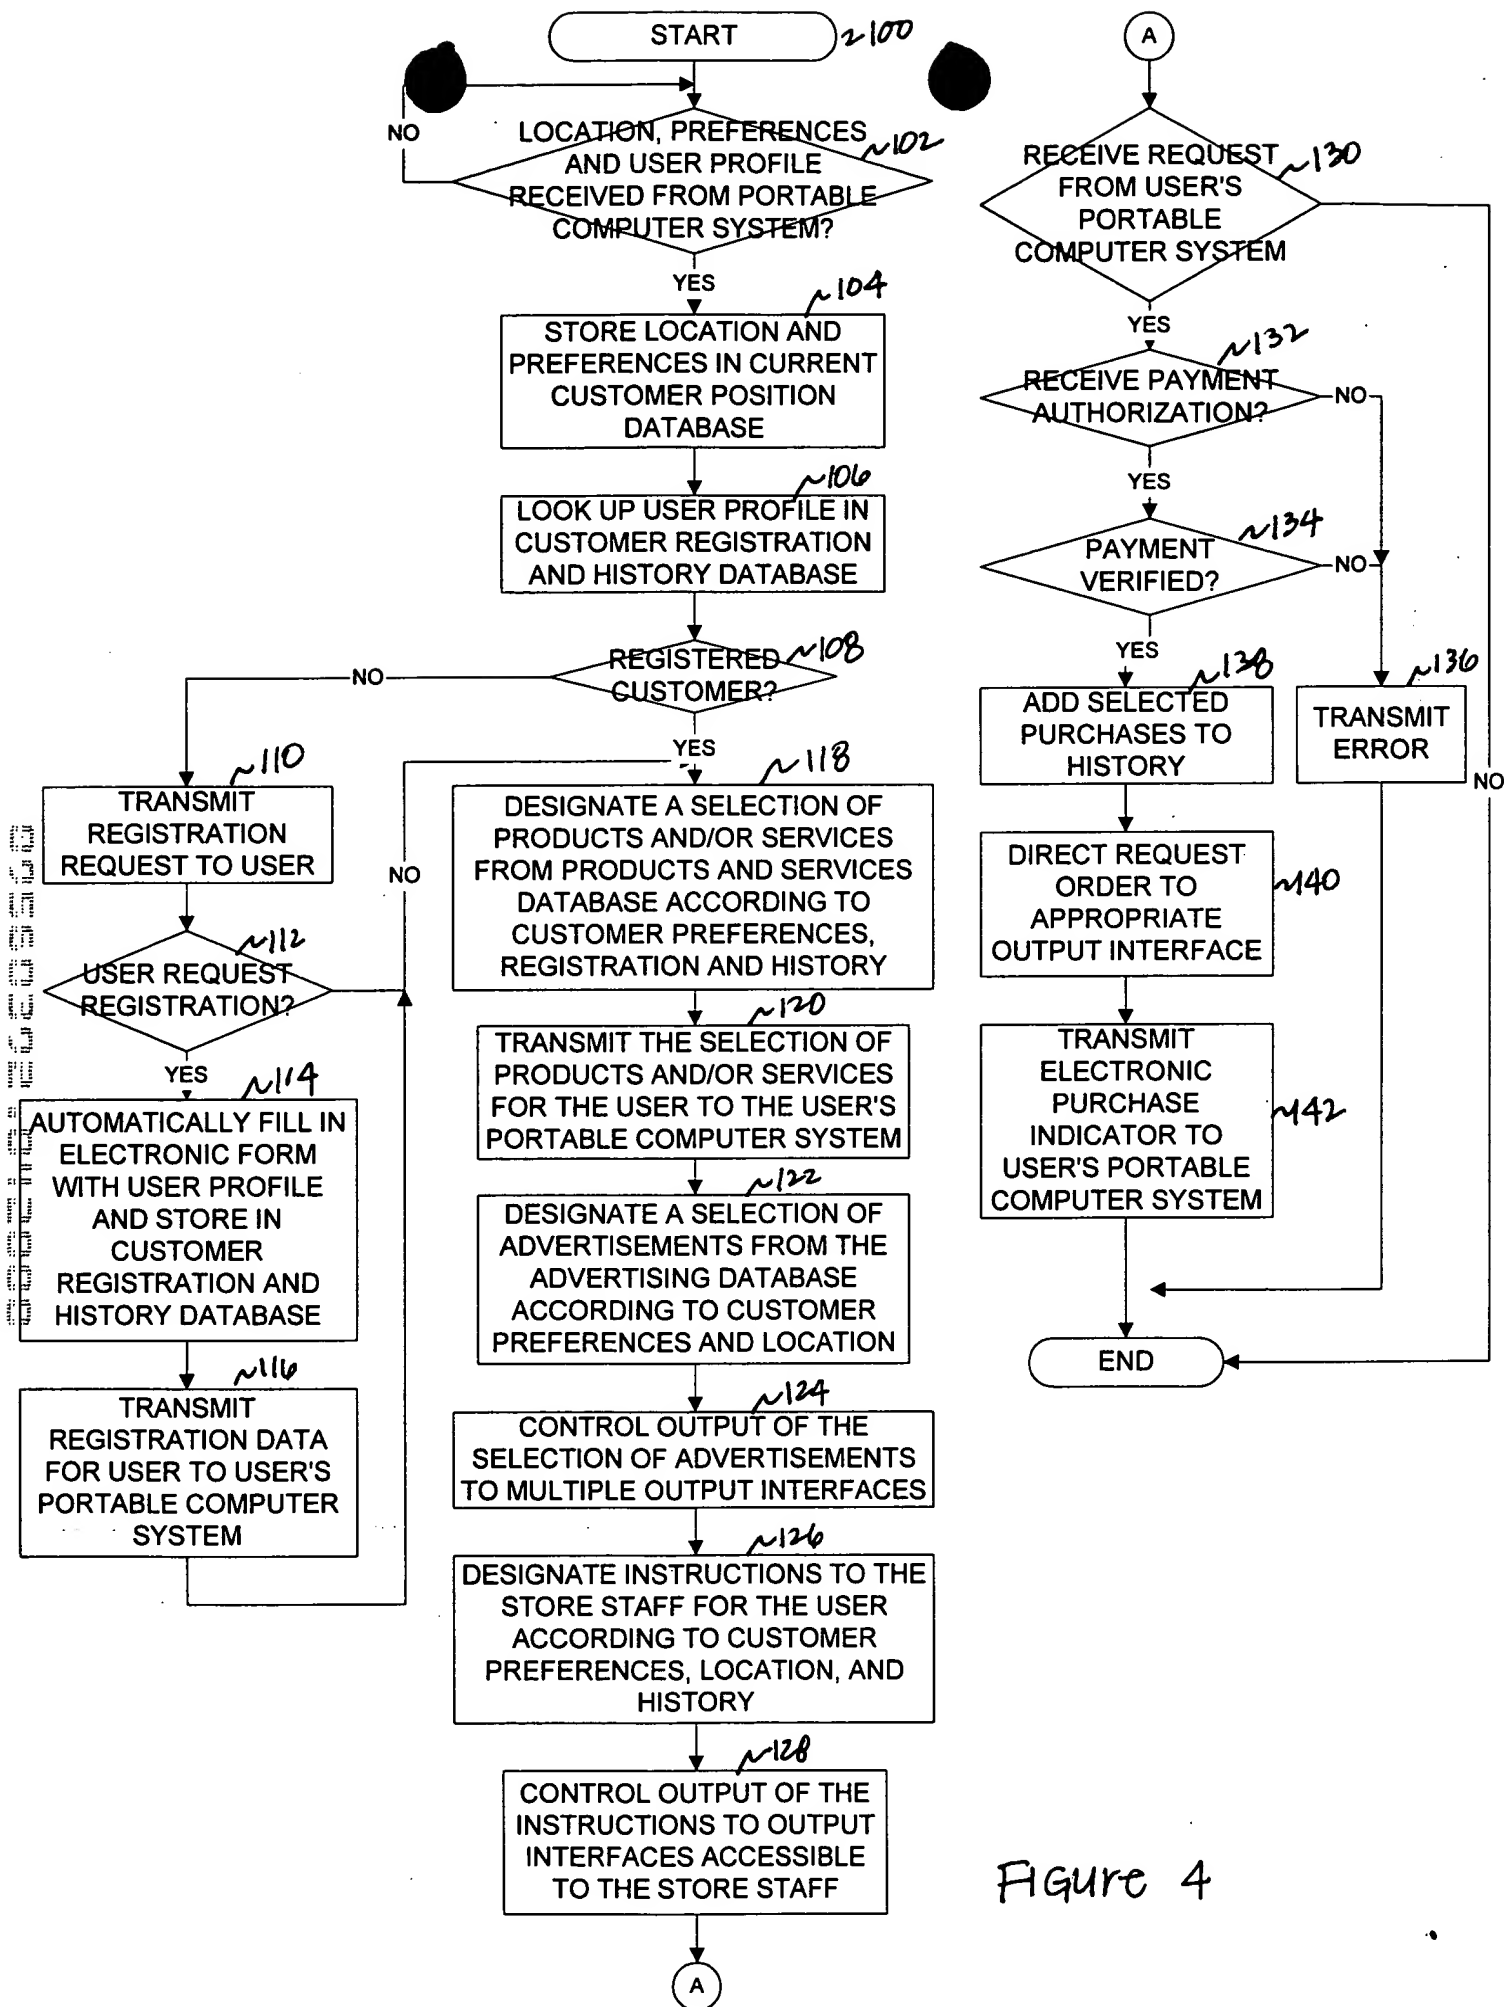 START
~100
NO
LOCATION, PREFERENCES
AND USER PROFILE
RECEIVED FROM PORTABLE
COMPUTER SYSTEM?
~102
YES
~104
STORE LOCATION AND
PREFERENCES IN CURRENT
CUSTOMER POSITION
DATABASE
~106
LOOK UP USER PROFILE IN
CUSTOMER REGISTRATION
AND HISTORY DATABASE
REGISTERED
CUSTOMER?
~108
NO
YES
~110
TRANSMIT
REGISTRATION
REQUEST TO USER
~112
USER REQUEST
REGISTRATION?
NO
YES
~114
AUTOMATICALLY FILL IN
ELECTRONIC FORM
WITH USER PROFILE
AND STORE IN
CUSTOMER
REGISTRATION AND
HISTORY DATABASE
~116
TRANSMIT
REGISTRATION DATA
FOR USER TO USER'S
PORTABLE COMPUTER
SYSTEM
~118
DESIGNATE A SELECTION OF
PRODUCTS AND/OR SERVICES
FROM PRODUCTS AND SERVICES
DATABASE ACCORDING TO
CUSTOMER PREFERENCES,
REGISTRATION AND HISTORY
~120
TRANSMIT THE SELECTION OF
PRODUCTS AND/OR SERVICES
FOR THE USER TO THE USER'S
PORTABLE COMPUTER SYSTEM
~122
DESIGNATE A SELECTION OF
ADVERTISEMENTS FROM THE
ADVERTISING DATABASE
ACCORDING TO CUSTOMER
PREFERENCES AND LOCATION
~124
CONTROL OUTPUT OF THE
SELECTION OF ADVERTISEMENTS
TO MULTIPLE OUTPUT INTERFACES
~126
DESIGNATE INSTRUCTIONS TO THE
STORE STAFF FOR THE USER
ACCORDING TO CUSTOMER
PREFERENCES, LOCATION, AND
HISTORY
~128
CONTROL OUTPUT OF THE
INSTRUCTIONS TO OUTPUT
INTERFACES ACCESSIBLE
TO THE STORE STAFF
A
A
RECEIVE REQUEST
FROM USER'S
PORTABLE
COMPUTER SYSTEM
~130
YES
~132
RECEIVE PAYMENT
AUTHORIZATION?
NO
YES
~134
PAYMENT
VERIFIED?
NO
YES
~138
ADD SELECTED
PURCHASES TO
HISTORY
~136
TRANSMIT
ERROR
NO
DIRECT REQUEST
ORDER TO
APPROPRIATE
OUTPUT INTERFACE
~140
TRANSMIT
ELECTRONIC
PURCHASE
INDICATOR TO
USER'S PORTABLE
COMPUTER SYSTEM
~142
END
Figure 4